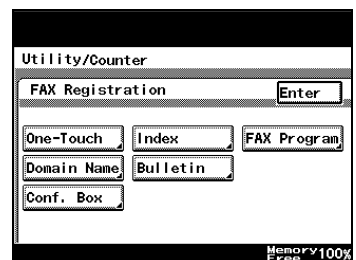 Utility/Counter
FAX Registration
Enter
One-Touch Index FAX Program
Domain Name Bulletin
Conf. Box
Memory 100%
Free